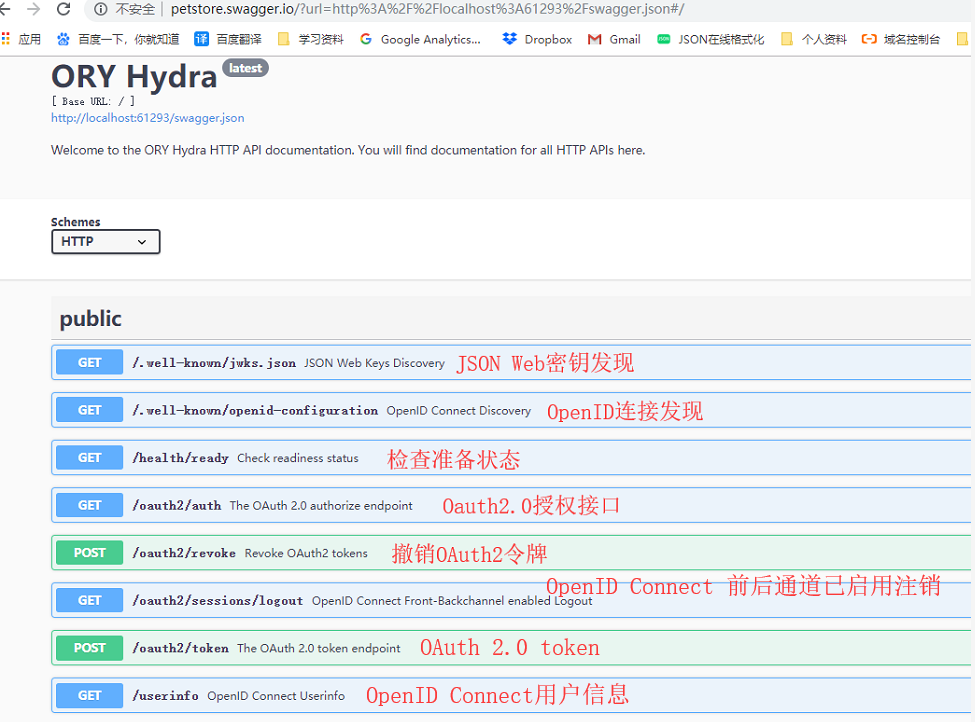 不安全 petstore.swagger.io/?url=http%3A%2F%2Flocalhost%3A61293%2Fswagger.json#/
应用 百度一下，你就知道 译 百度翻译 学习资料 Google Analytics... Dropbox Gmail JSON在线格式化 个人资料 域名控制台
ORY Hydra latest
[ Base URL: / ]
http://localhost:61293/swagger.json
Welcome to the ORY Hydra HTTP API documentation. You will find documentation for all HTTP APIs here.
Schemes
HTTP
public
GET /.well-known/jwks.json JSON Web Keys Discovery JSON Web密钥发现
GET /.well-known/openid-configuration OpenID Connect Discovery OpenID连接发现
GET /health/ready Check readiness status 检查准备状态
GET /oauth2/auth The OAuth 2.0 authorize endpoint Oauth2.0授权接口
POST /oauth2/revoke Revoke OAuth2 tokens 撤销OAuth2令牌
OpenID Connect 前后通道已启用注销
GET /oauth2/sessions/logout OpenID Connect Front-Backchannel enabled Logout
POST /oauth2/token The OAuth 2.0 token endpoint OAuth 2.0 token
GET /userinfo OpenID Connect Userinfo OpenID Connect用户信息